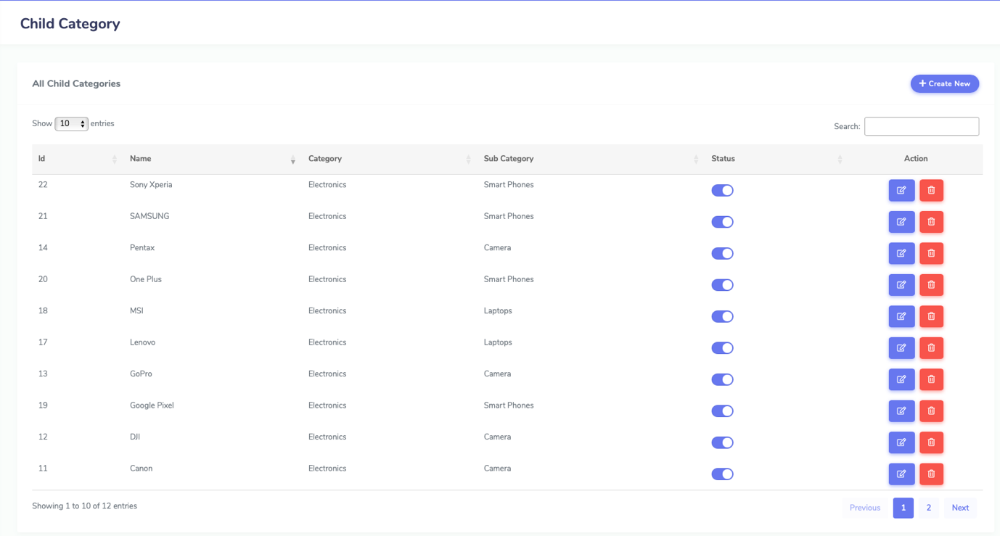 Child Category
All Child Categories
Create New
Show 10 entries
Search:
Id Name Category Sub Category Status Action
22 Sony Xperia Electronics Smart Phones
21 SAMSUNG Electronics Smart Phones
14 Pentax Electronics Camera
20 One Plus Electronics Smart Phones
18 MSI Electronics Laptops
17 Lenovo Electronics Laptops
13 GoPro Electronics Camera
19 Google Pixel Electronics Smart Phones
12 DJI Electronics Camera
11 Canon Electronics Camera
Showing 1 to 10 of 12 entries
Previous 1 2 Next